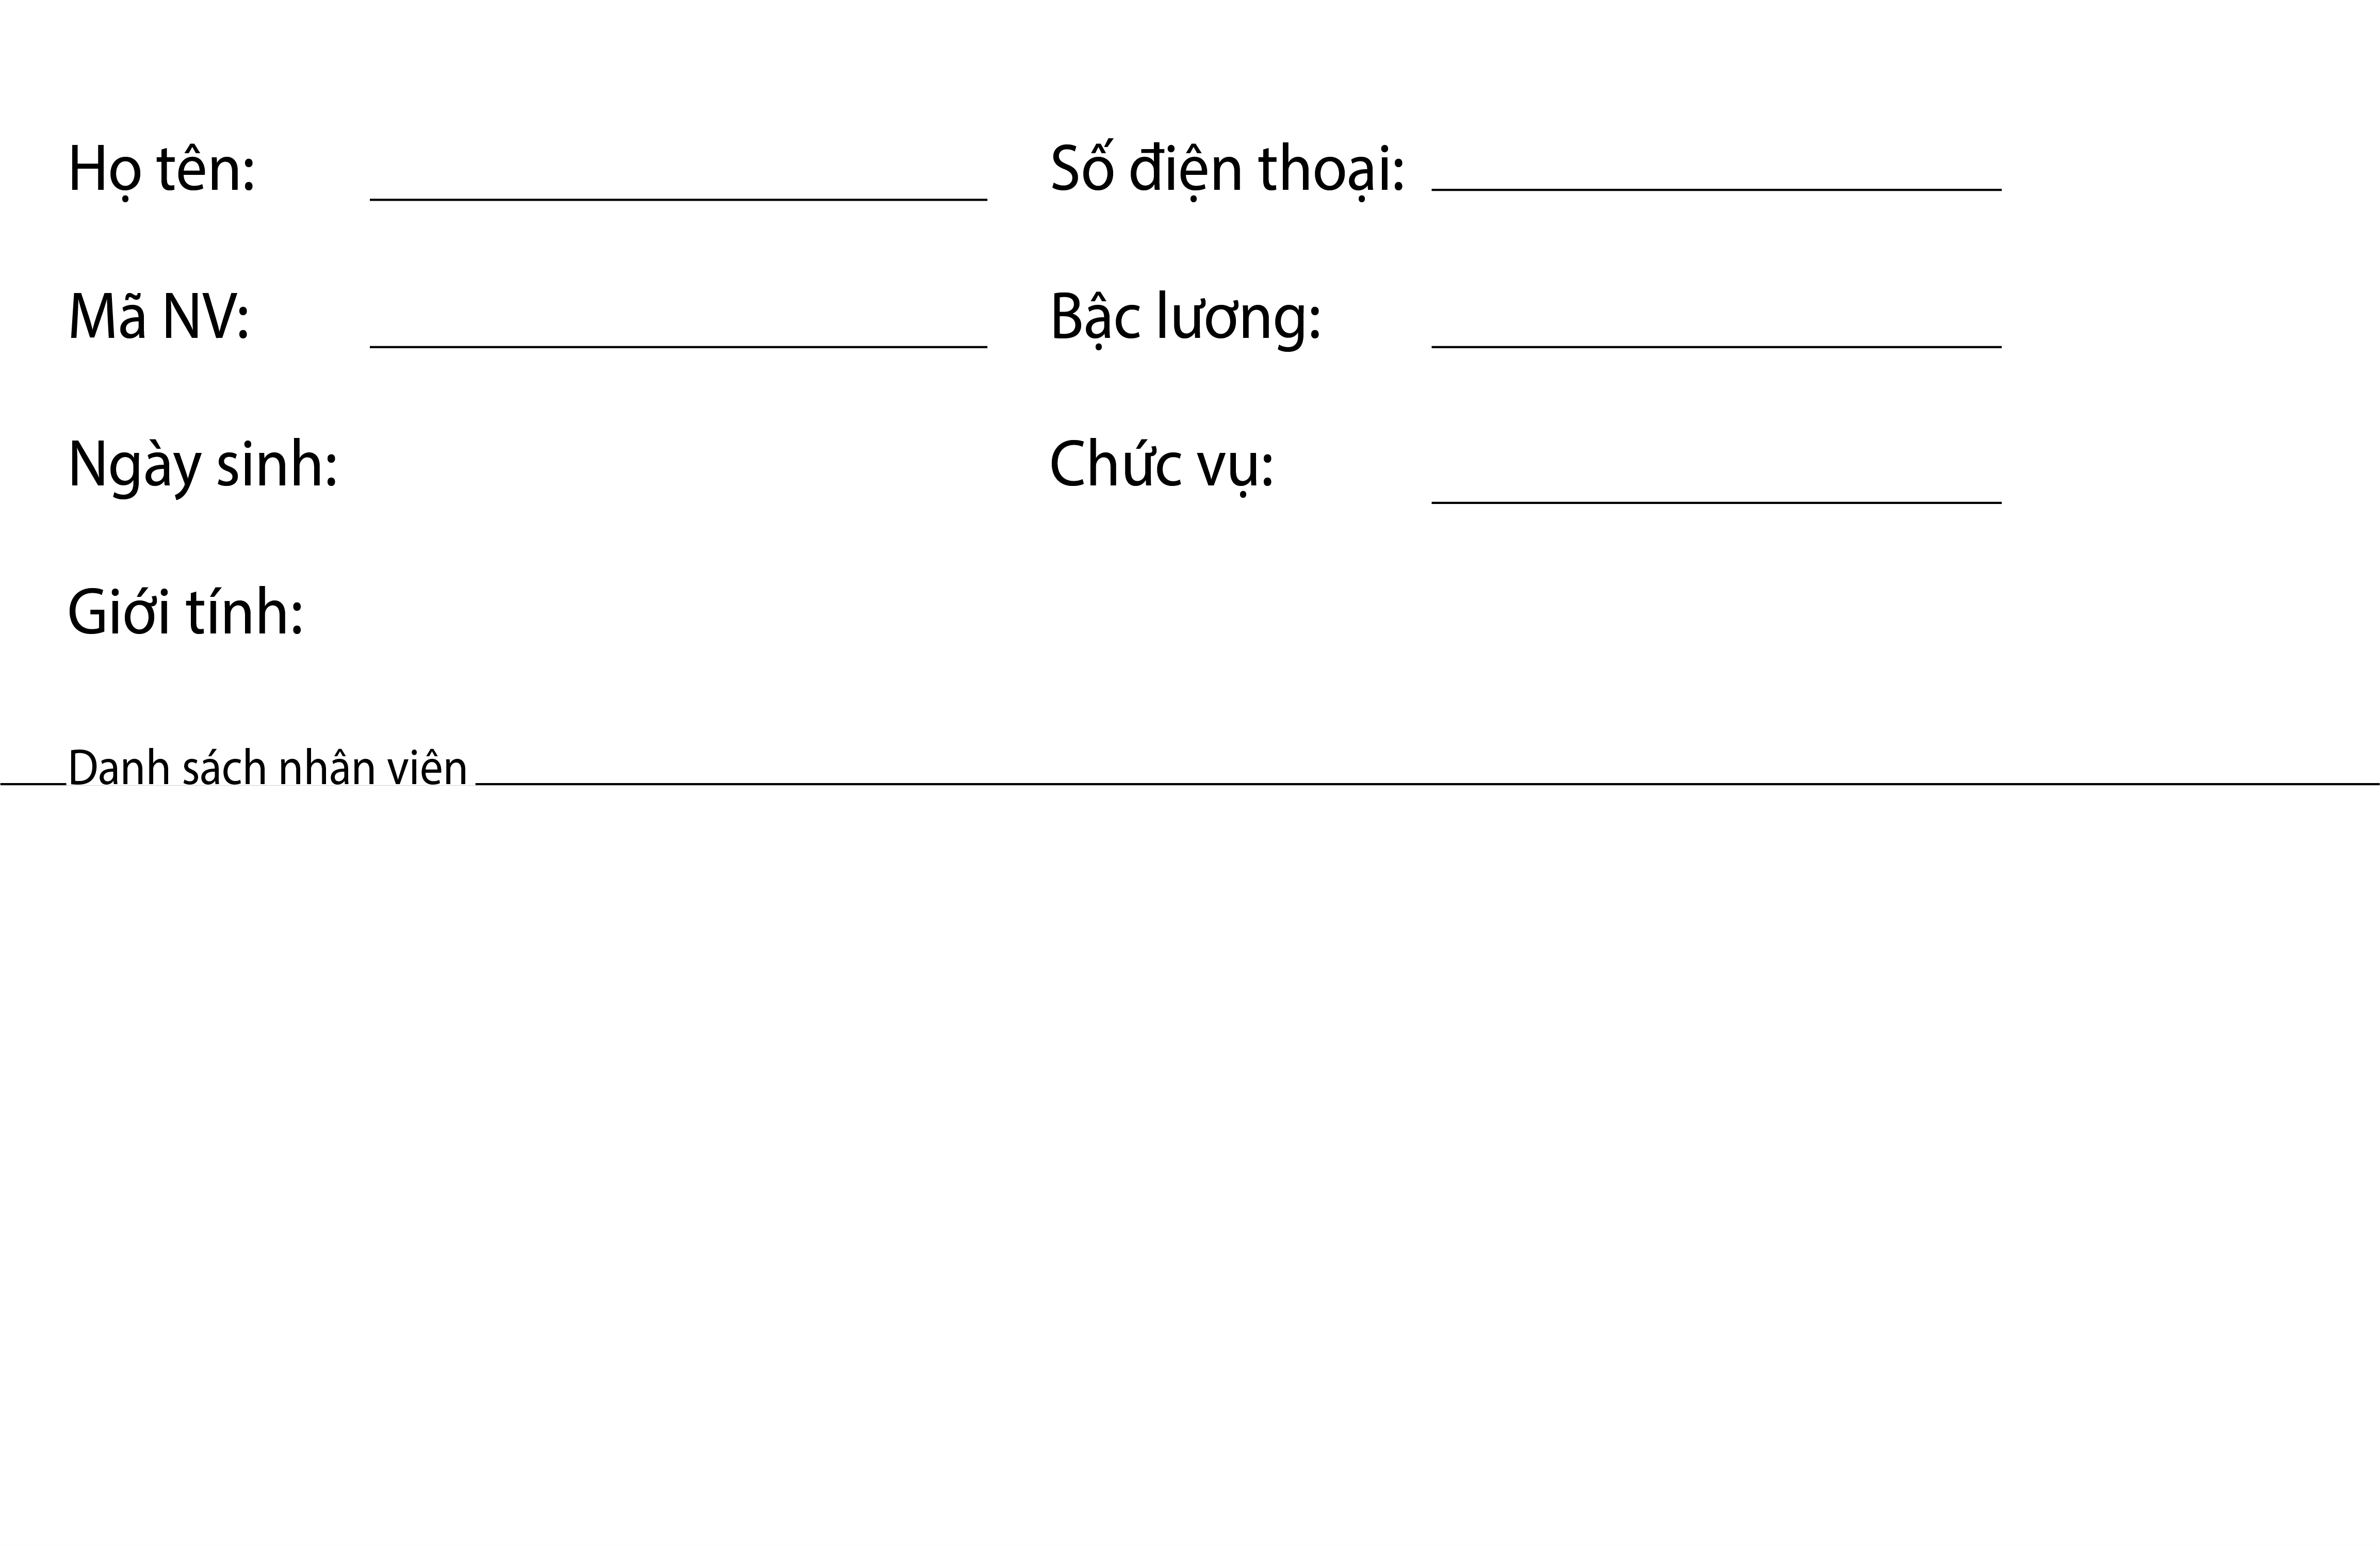 Họ tên:
Số điện thoại:
Mã NV:
Bậc lương:
Ngày sinh:
Chức vụ:
Giới tính:
Danh sách nhân viên